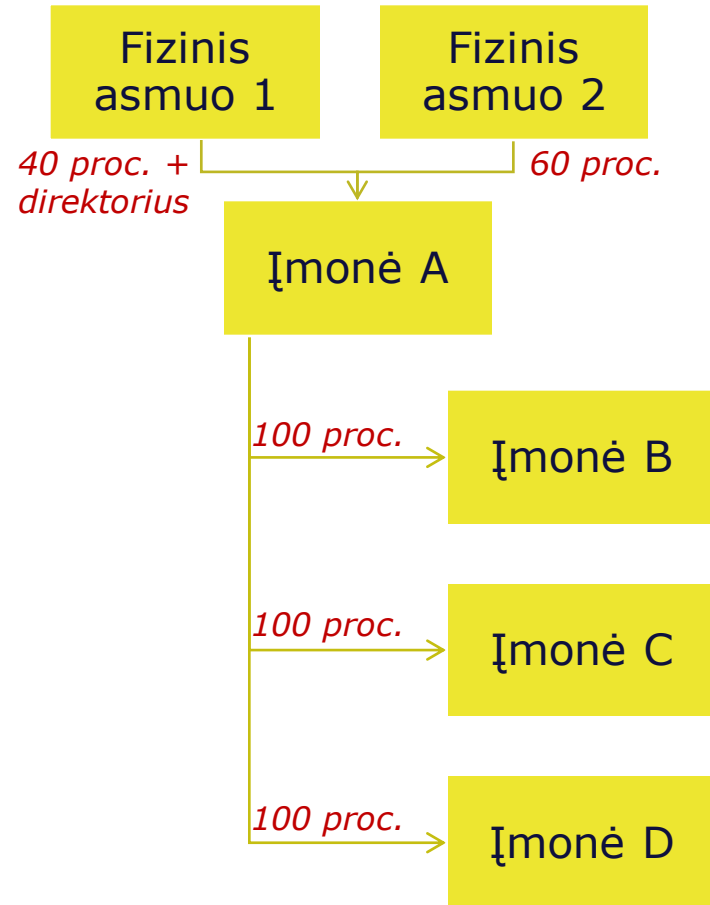 Fizinis
asmuo 1
Fizinis
asmuo 2
40 proc. +
direktorius
60 proc.
Įmonė A
100 proc.
Įmonė B
100 proc.
Įmonė C
100 proc.
Įmonė D